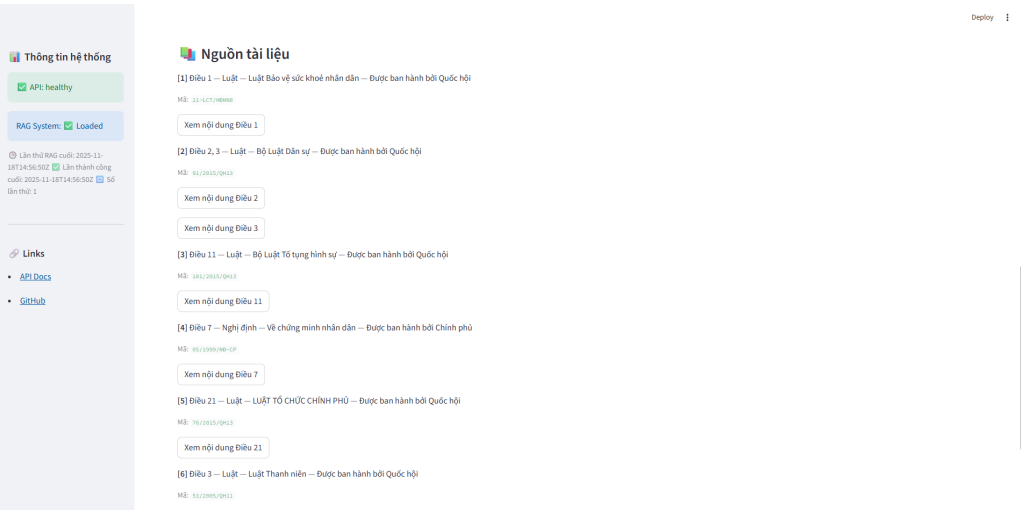 Deploy
Thông tin hệ thống
API: healthy
RAG System: ✅ Loaded
Lần thử RAG cuối: 2025-11-
18T14:56:50Z ✅ Lần thành công
cuối: 2025-11-18T14:56:50Z Số
lần thử: 1
Links
API Docs
GitHub
Nguồn tài liệu
[1] Điều 1 — Luật — Luật Bảo vệ sức khoẻ nhân dân — Được ban hành bởi Quốc hội
Mã: 21-LCT/HĐNN8
Xem nội dung Điều 1
[2] Điều 2, 3 — Luật — Bộ Luật Dân sự — Được ban hành bởi Quốc hội
Mã: 91/2015/QH13
Xem nội dung Điều 2
Xem nội dung Điều 3
[3] Điều 11 — Luật — Bộ Luật Tố tụng hình sự — Được ban hành bởi Quốc hội
Mã: 101/2015/QH13
Xem nội dung Điều 11
[4] Điều 7 — Nghị định — Về chứng minh nhân dân — Được ban hành bởi Chính phủ
Mã: 05/1999/NĐ-CP
Xem nội dung Điều 7
[5] Điều 21 — Luật — LUẬT TỔ CHỨC CHÍNH PHỦ — Được ban hành bởi Quốc hội
Mã: 76/2015/QH13
Xem nội dung Điều 21
[6] Điều 3 — Luật — Luật Thanh niên — Được ban hành bởi Quốc hội
Mã: 53/2005/QH11